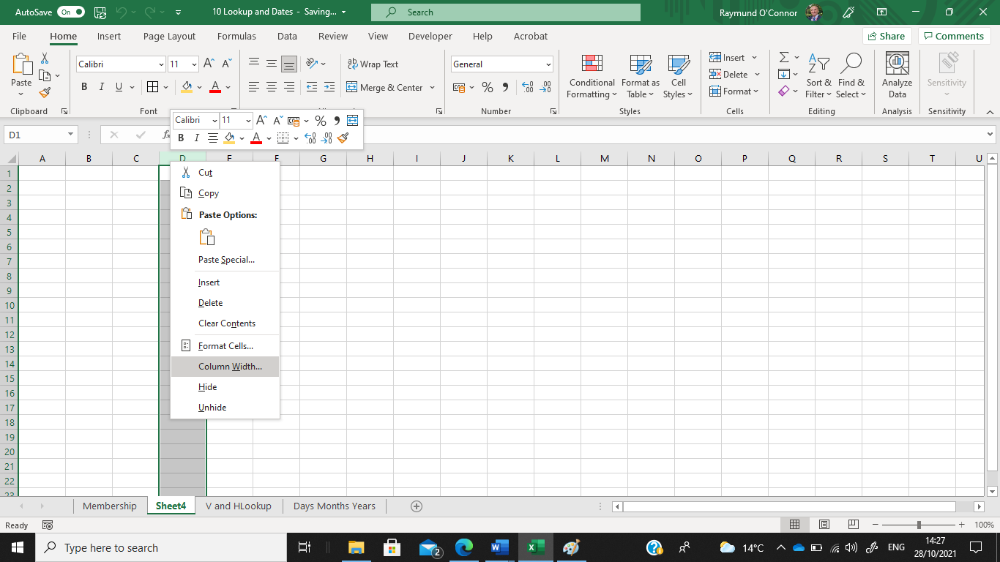 AutoSave On 10 Lookup and Dates - Saving... Search Raymund O'Connor
File Home Insert Page Layout Formulas Data Review View Developer Help Acrobat Share Comments
Paste
Clipboard
Calibri 11
B I U
Font
Wrap Text
Merge & Center
General
Number
Conditional Formatting
Format as Table
Cell Styles
Styles
Insert
Delete
Format
Cells
Sort & Filter
Find & Select
Editing
Analyze Data
Analysis
Sensitivity
Sensitivity
Calibri 11
B I A
D1 fx
A B C D E F G H I J K L M N O P Q R S T U
1
2
3
4
5
6
7
8
9
10
11
12
13
14
15
16
17
18
19
20
21
22
23
Cut
Copy
Paste Options:
Paste Special...
Insert
Delete
Clear Contents
Format Cells...
Column Width...
Hide
Unhide
Membership Sheet4 V and HLookup Days Months Years
Ready 100%
Type here to search 2 14°C ENG 14:27
28/10/2021